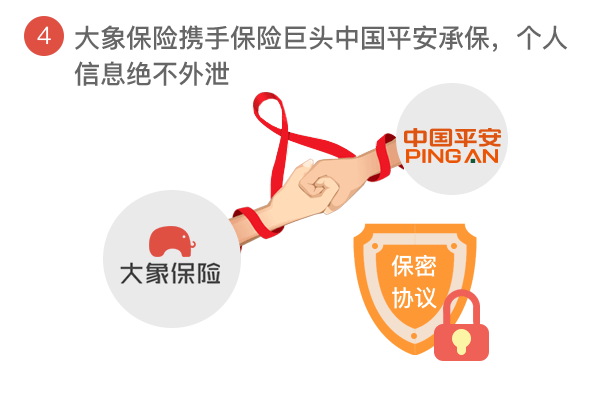 4
大象保险携手保险巨头中国平安承保，个人
信息绝不外泄
中国平安
PING AN
大象保险
保密
协议